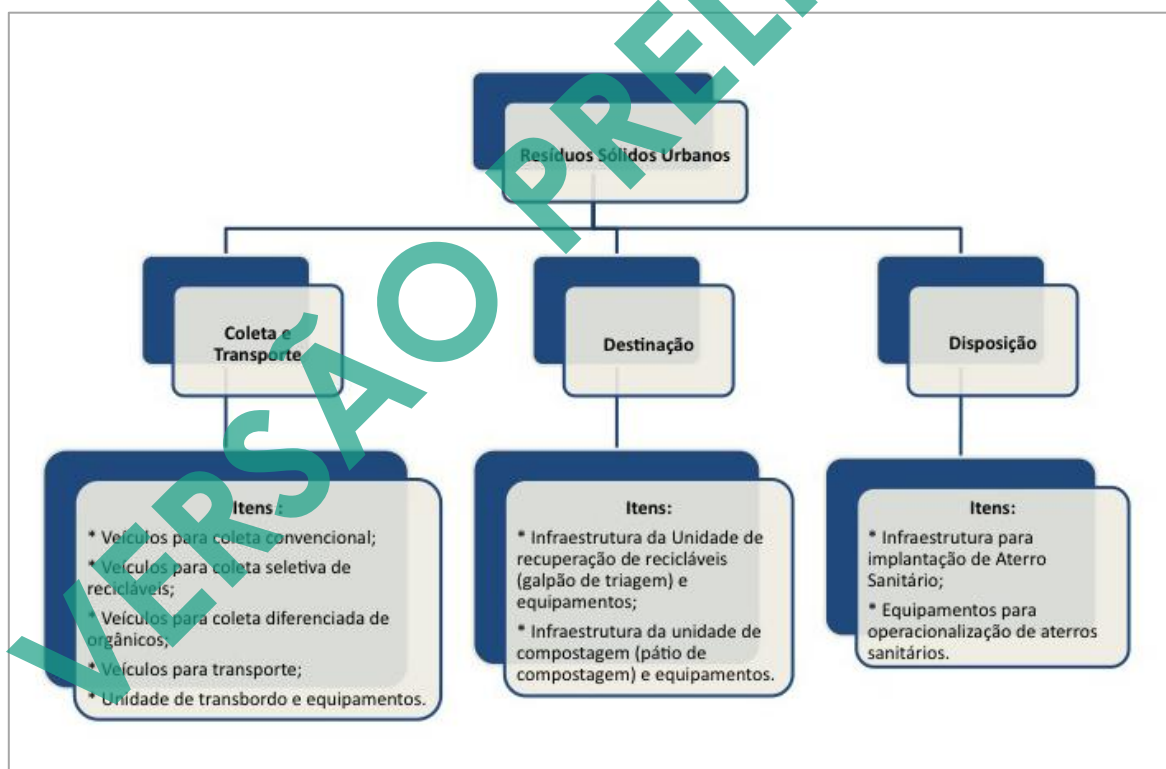 Resíduos Sólidos Urbanos
Coleta e
Transporte
Destinação
Disposição
Itens :
* Veículos para coleta convencional;
* Veículos para coleta seletiva de
recicláveis;
* Veículos para coleta diferenciada de
orgânicos;
* Veículos para transporte;
* Unidade de transbordo e equipamentos.
Itens:
* Infraestrutura da Unidade de
recuperação de recicláveis
(galpão de triagem) e
equipamentos;
* Infraestrutura da unidade de
compostagem (pátio de
compostagem) e equipamentos.
Itens:
* Infraestrutura para
implantação de Aterro
Sanitário;
* Equipamentos para
operacionalização de aterros
sanitários.
VERSÃO PREL